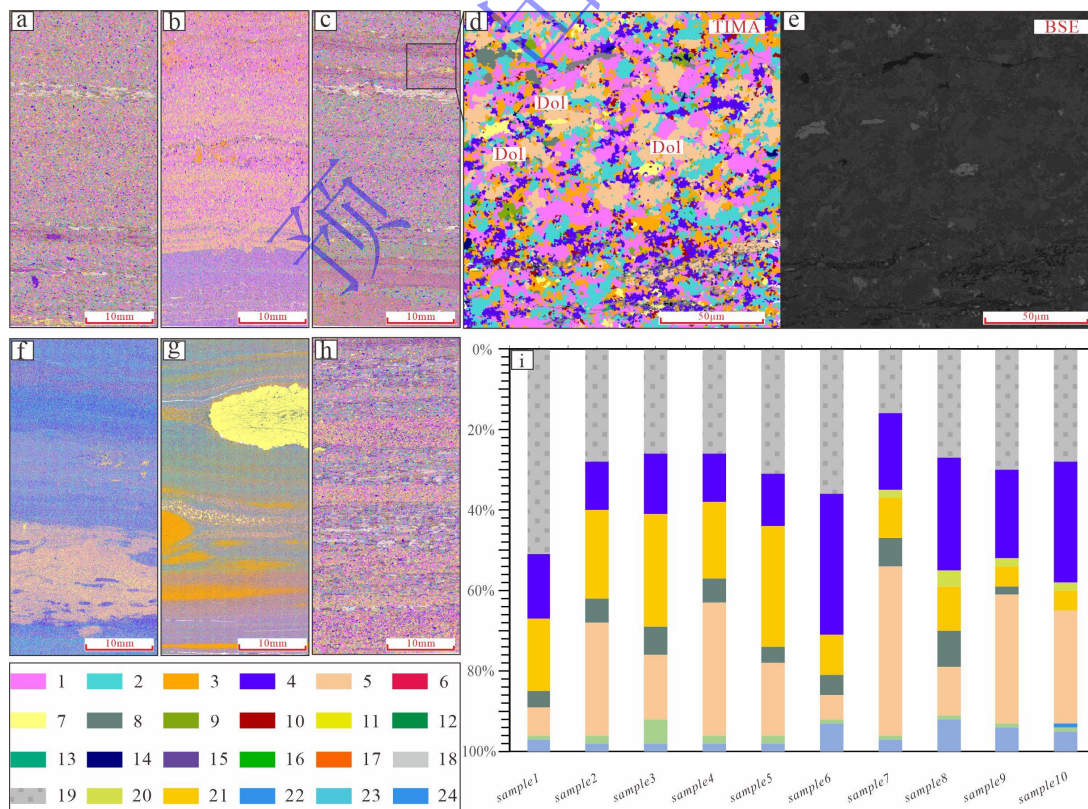 a
b
c
d
TIMA
e
BSE
Dol
Dol
Dol
预
10mm
10mm
10mm
50μm
50μm
f
g
h
i
10mm
10mm
10mm
0%
20%
40%
60%
80%
100%
sample1
sample2
sample3
sample4
sample5
sample6
sample7
sample8
sample9
sample10
1 2 3 4 5 6
7 8 9 10 11 12
13 14 15 16 17 18
19 20 21 22 23 24